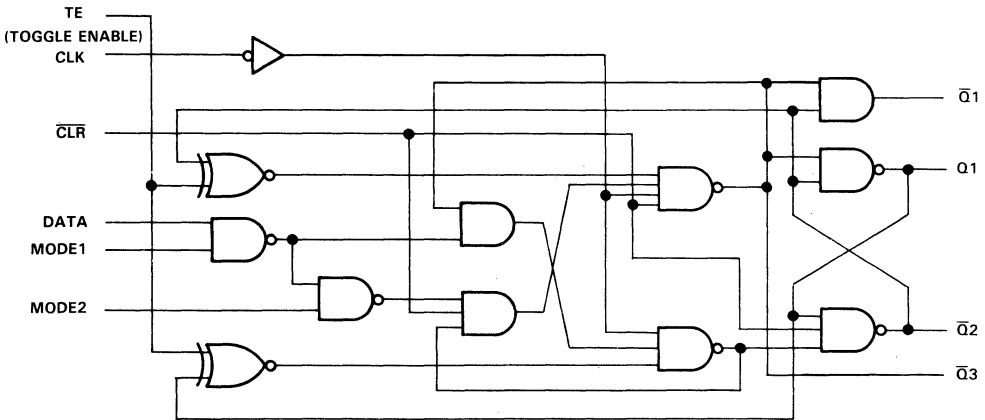 TE
(TOGGLE ENABLE)
CLK
CLR
DATA
MODE1
MODE2
Q̅1
Q1
Q̅2
Q̅3